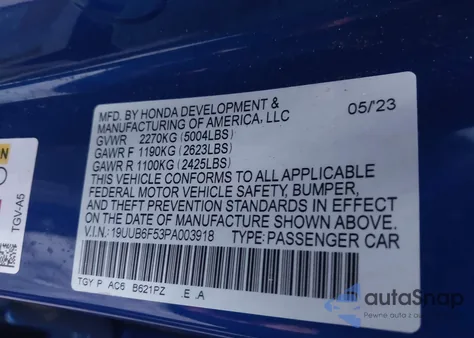 MFD. BY HONDA DEVELOPMENT & 05/'23
MANUFACTURING OF AMERICA, LLC
GVWR 2270KG (5004LBS)
GAWR F 1190KG (2623LBS)
GAWR R 1100KG (2425LBS)
THIS VEHICLE CONFORMS TO ALL APPLICABLE
FEDERAL MOTOR VEHICLE SAFETY, BUMPER,
AND THEFT PREVENTION STANDARDS IN EFFECT
ON THE DATE OF MANUFACTURE SHOWN ABOVE.
V.I.N.: 19UUB6F53PA003918 TYPE: PASSENGER CAR
TGY P AC6 B621PZ .E .A
TGV-A5
autoSnap
Pewne auto z